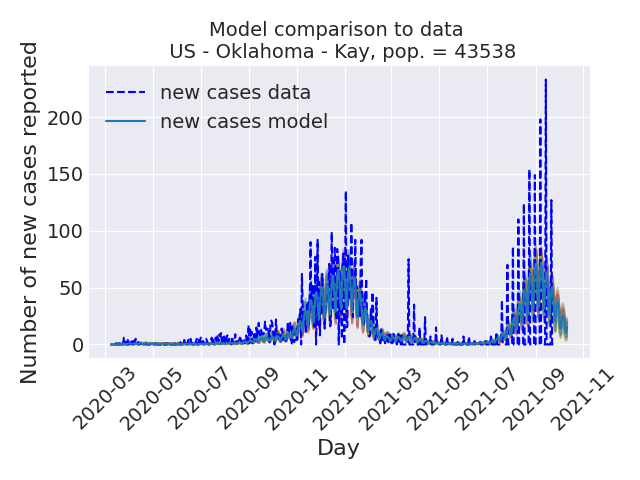 Model comparison to data
US - Oklahoma - Kay, pop. = 43538
Number of new cases reported
new cases data
new cases model
200
150
100
50
0
2020-03
2020-05
2020-07
2020-09
2020-11
2021-01
2021-03
2021-05
2021-07
2021-09
2021-11
Day